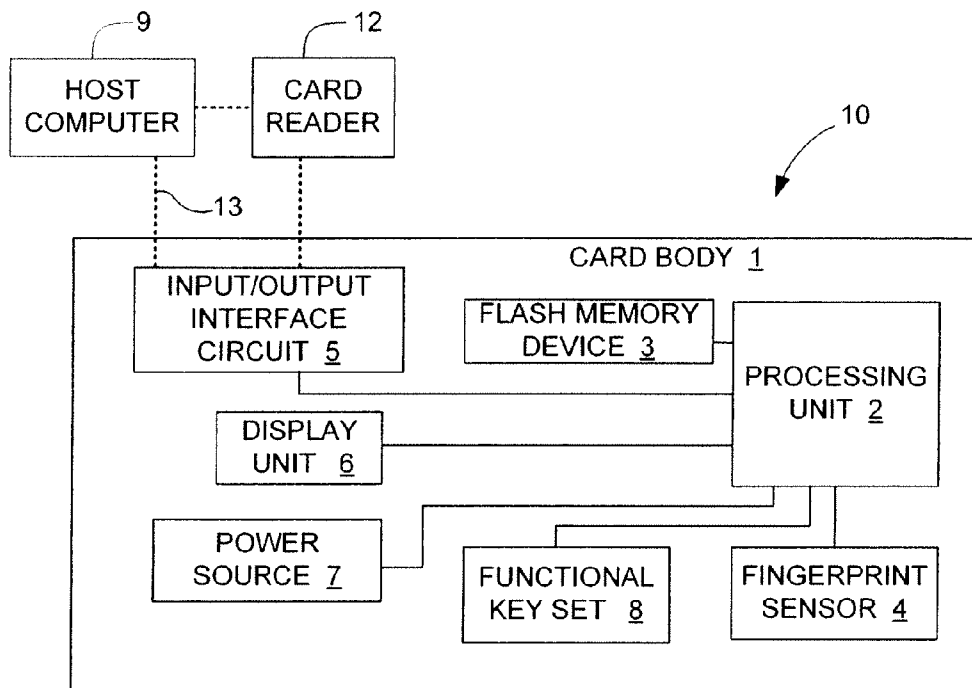 9
12
HOST
COMPUTER
CARD
READER
10
13
CARD BODY 1
INPUT/OUTPUT
INTERFACE
CIRCUIT 5
FLASH MEMORY
DEVICE 3
PROCESSING
UNIT 2
DISPLAY
UNIT 6
POWER
SOURCE 7
FUNCTIONAL
KEY SET 8
FINGERPRINT
SENSOR 4